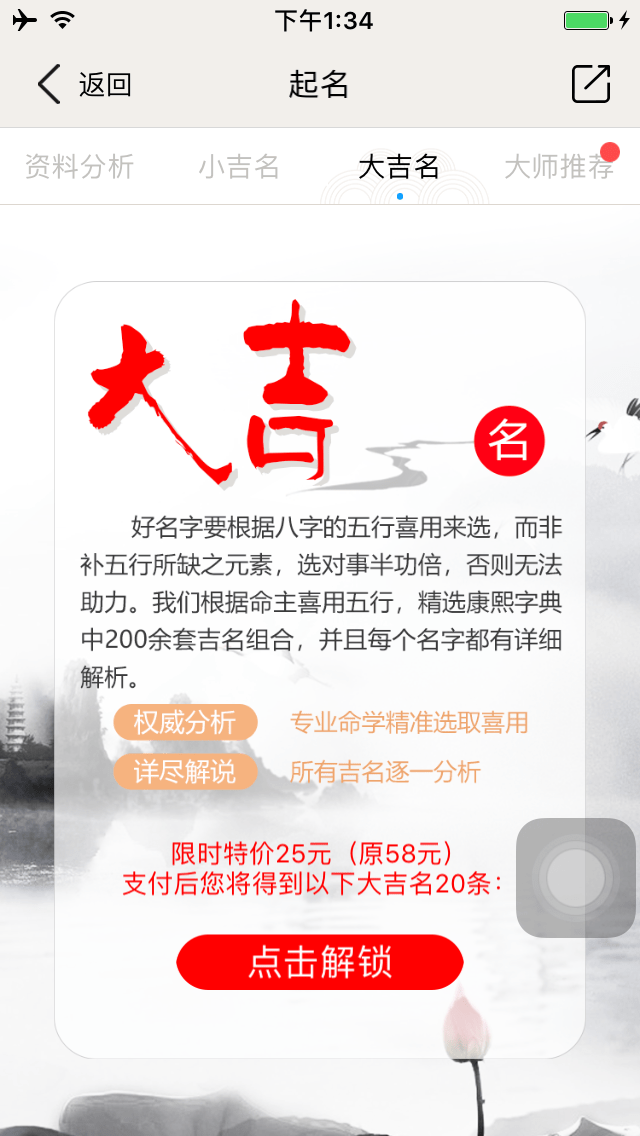 下午1:34
返回
起名
资料分析
小吉名
大吉名
大师推荐
大吉
名
好名字要根据八字的五行喜用来选，而非
补五行所缺之元素，选对事半功倍，否则无法
助力。我们根据命主喜用五行，精选康熙字典
中200余套吉名组合，并且每个名字都有详细
解析。
权威分析 专业命学精准选取喜用
详尽解说 所有吉名逐一分析
限时特价25元（原58元）
支付后您将得到以下大吉名20条：
点击解锁